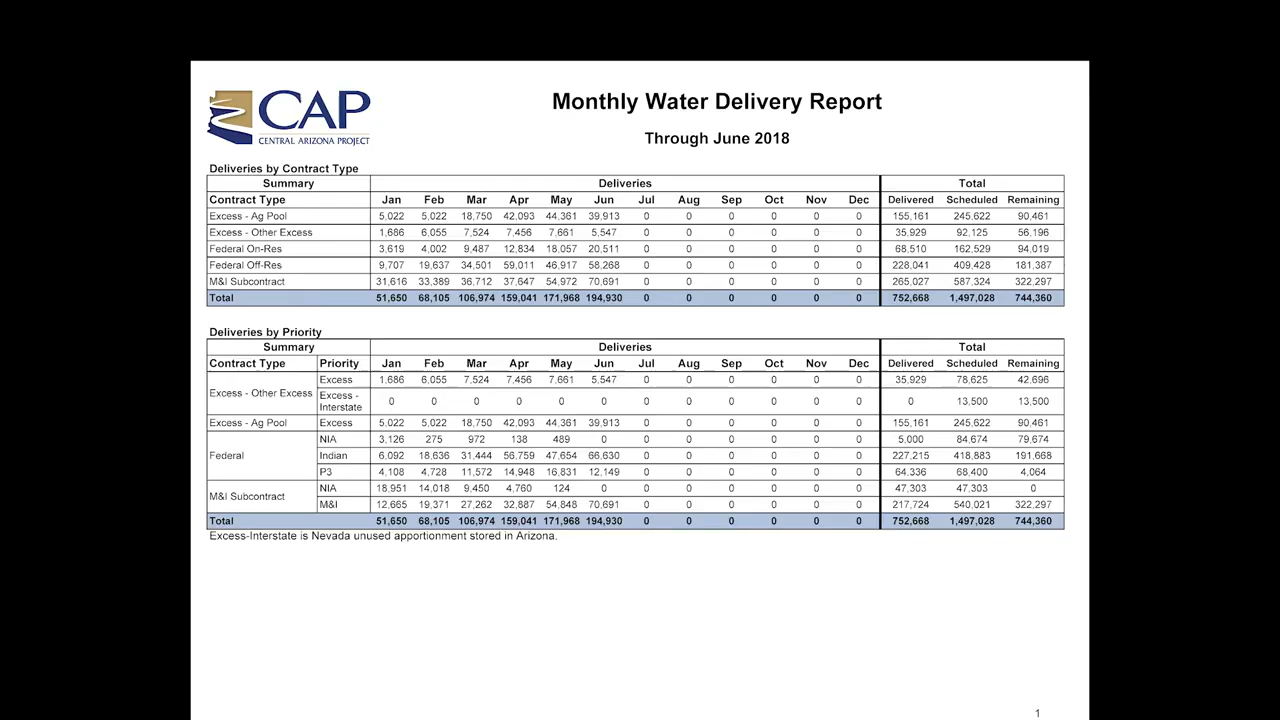 CAP
CENTRAL ARIZONA PROJECT
Monthly Water Delivery Report
Through June 2018
Deliveries by Contract Type
Summary Deliveries Total
Contract Type Jan Feb Mar Apr May Jun Jul Aug Sep Oct Nov Dec Delivered Scheduled Remaining
Excess - Ag Pool 5,022 5,022 18,750 42,093 44,361 39,913 0 0 0 0 0 0 155,161 245,622 90,461
Excess - Other Excess 1,686 6,055 7,524 7,456 7,661 5,547 0 0 0 0 0 0 35,929 92,125 56,196
Federal On-Res 3,619 4,002 9,487 12,834 18,057 20,511 0 0 0 0 0 0 68,510 162,529 94,019
Federal Off-Res 9,707 19,637 34,501 59,011 46,917 58,268 0 0 0 0 0 0 228,041 409,428 181,387
M&I Subcontract 31,616 33,389 36,712 37,647 54,972 70,691 0 0 0 0 0 0 265,027 587,324 322,297
Total 51,650 68,105 106,974 159,041 171,968 194,930 0 0 0 0 0 0 752,668 1,497,028 744,360
Deliveries by Priority
Summary Deliveries Total
Contract Type Priority Jan Feb Mar Apr May Jun Jul Aug Sep Oct Nov Dec Delivered Scheduled Remaining
Excess - Other Excess Excess 1,686 6,055 7,524 7,456 7,661 5,547 0 0 0 0 0 0 35,929 78,625 42,696
Excess -
Interstate 0 0 0 0 0 0 0 0 0 0 0 0 0 13,500 13,500
Excess - Ag Pool Excess 5,022 5,022 18,750 42,093 44,361 39,913 0 0 0 0 0 0 155,161 245,622 90,461
Federal NIA 3,126 275 972 138 489 0 0 0 0 0 0 0 5,000 84,674 79,674
Indian 6,092 18,636 31,444 56,759 47,654 66,630 0 0 0 0 0 0 227,215 418,883 191,668
P3 4,108 4,728 11,572 14,948 16,831 12,149 0 0 0 0 0 0 64,336 68,400 4,064
M&I Subcontract NIA 18,951 14,018 9,450 4,760 124 0 0 0 0 0 0 0 47,303 47,303 0
M&I 12,665 19,371 27,262 32,887 54,848 70,691 0 0 0 0 0 0 217,724 540,021 322,297
Total 51,650 68,105 106,974 159,041 171,968 194,930 0 0 0 0 0 0 752,668 1,497,028 744,360
Excess-Interstate is Nevada unused apportionment stored in Arizona.
1